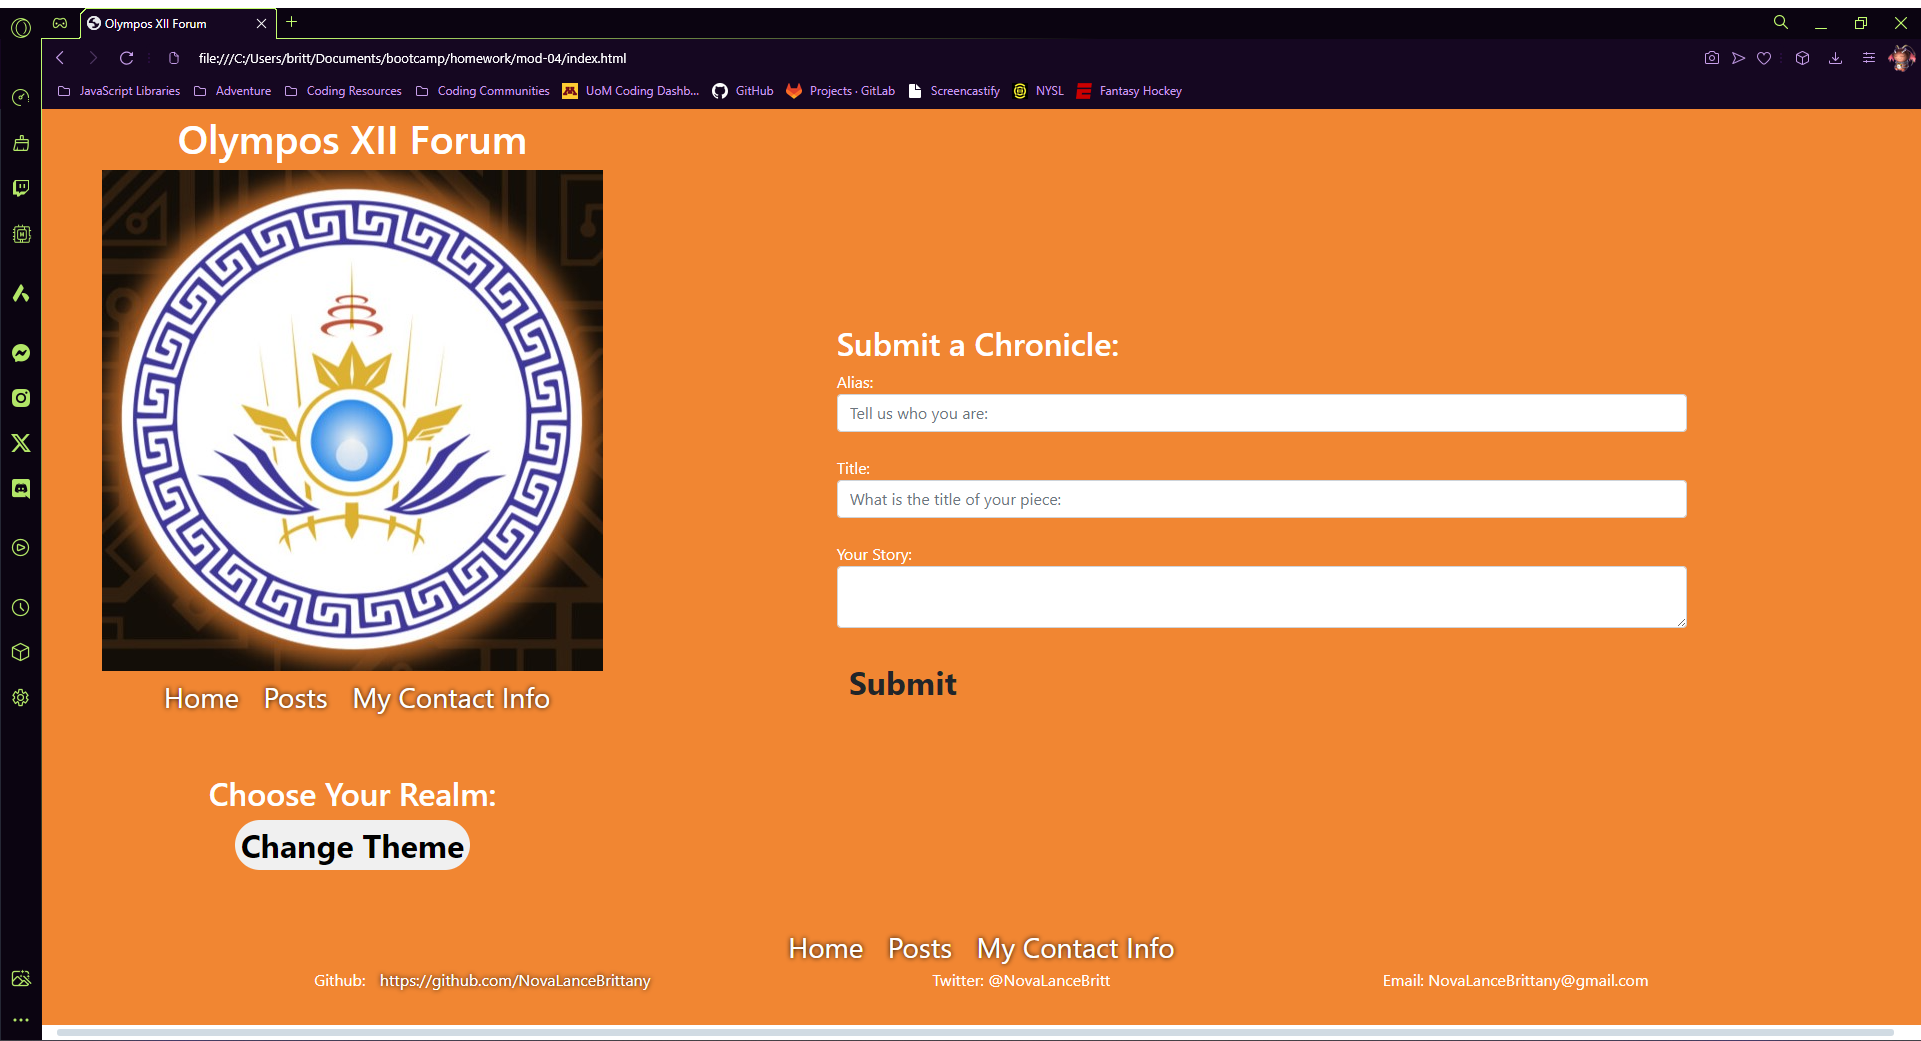 Olympos XII Forum
file:///C:/Users/britt/Documents/bootcamp/homework/mod-04/index.html
JavaScript Libraries Adventure Coding Resources Coding Communities UoM Coding Dashb... GitHub Projects · GitLab Screencastify NYSL Fantasy Hockey
Olympos XII Forum
Submit a Chronicle:
Alias:
Tell us who you are:
Title:
What is the title of your piece:
Your Story:
Submit
Home Posts My Contact Info
Choose Your Realm:
Change Theme
Home Posts My Contact Info
Github: https://github.com/NovaLanceBrittany Twitter: @NovaLanceBritt Email: NovaLanceBrittany@gmail.com